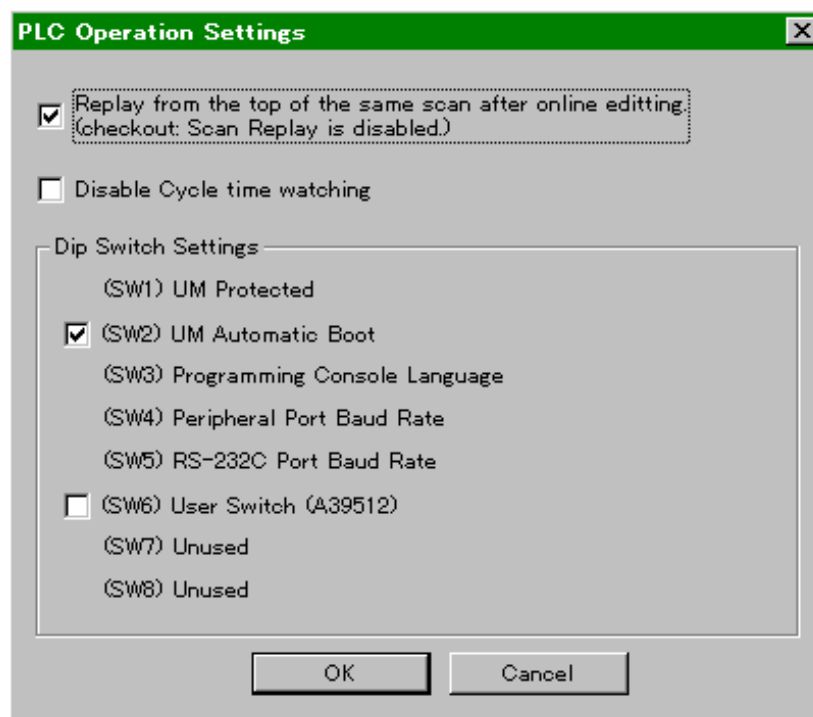 PLC Operation Settings
Replay from the top of the same scan after online editting.
(checkout: Scan Replay is disabled.)
Disable Cycle time watching
Dip Switch Settings
(SW1) UM Protected
(SW2) UM Automatic Boot
(SW3) Programming Console Language
(SW4) Peripheral Port Baud Rate
(SW5) RS-232C Port Baud Rate
(SW6) User Switch (A39512)
(SW7) Unused
(SW8) Unused
OK
Cancel